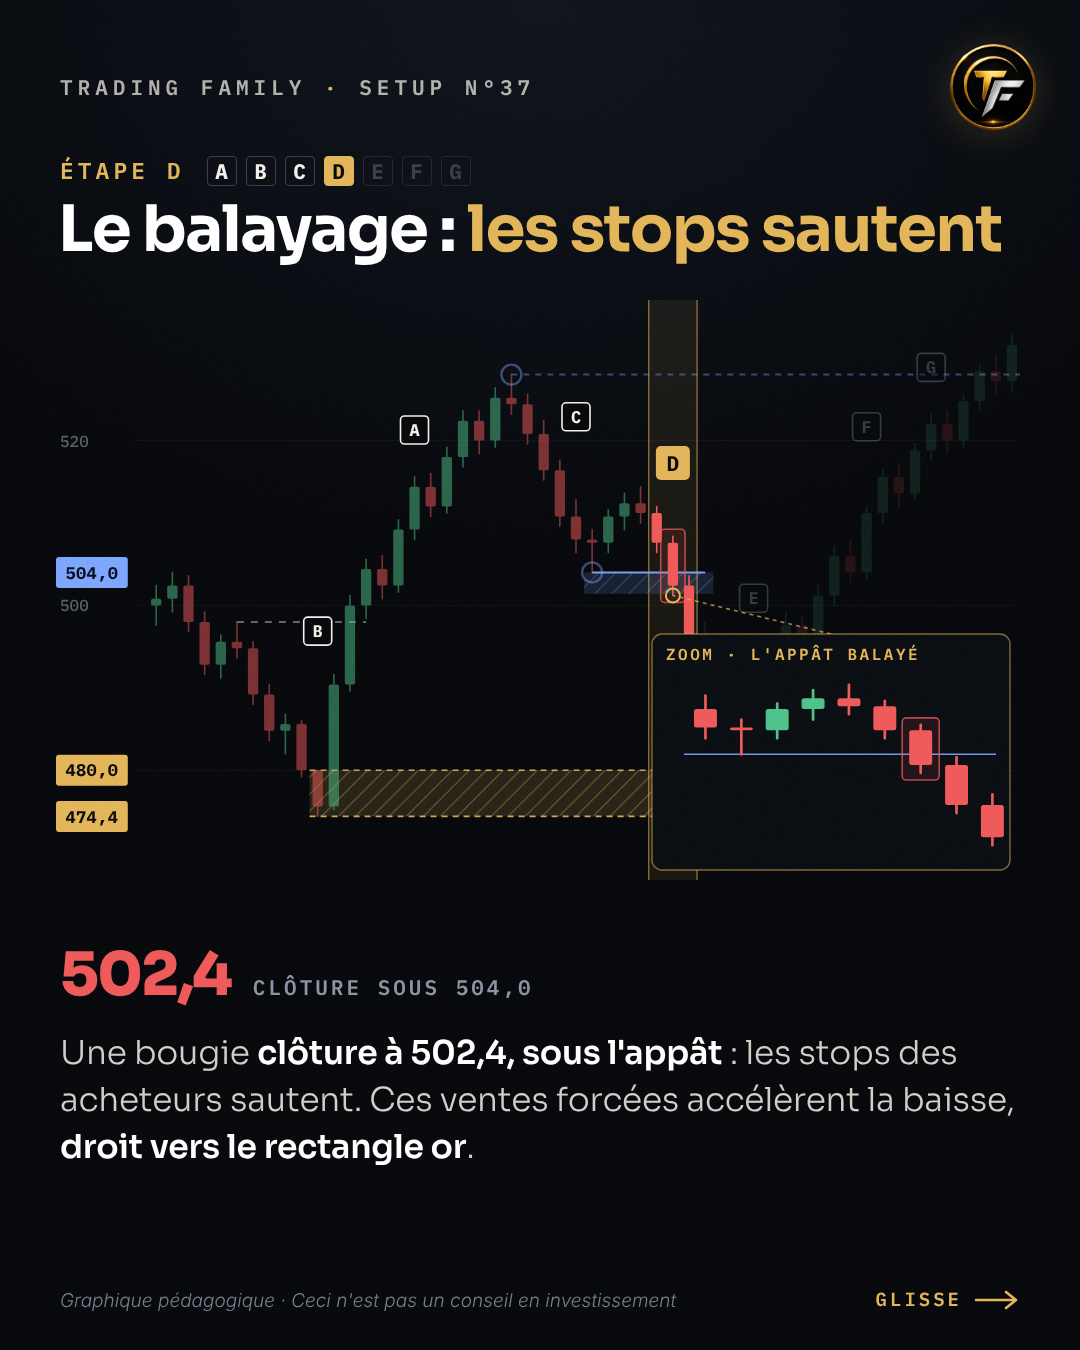 TRADING FAMILY · SETUP N°37
TF
ÉTAPE D A B C D E F G
Le balayage : les stops sautent
G
A
C
F
520
D
504,0
500
E
B
ZOOM · L'APPÂT BALAYÉ
480,0
474,4
502,4 CLÔTURE SOUS 504,0
Une bougie clôture à 502,4, sous l'appât : les stops des
acheteurs sautent. Ces ventes forcées accélèrent la baisse,
droit vers le rectangle or.
Graphique pédagogique · Ceci n'est pas un conseil en investissement
GLISSE